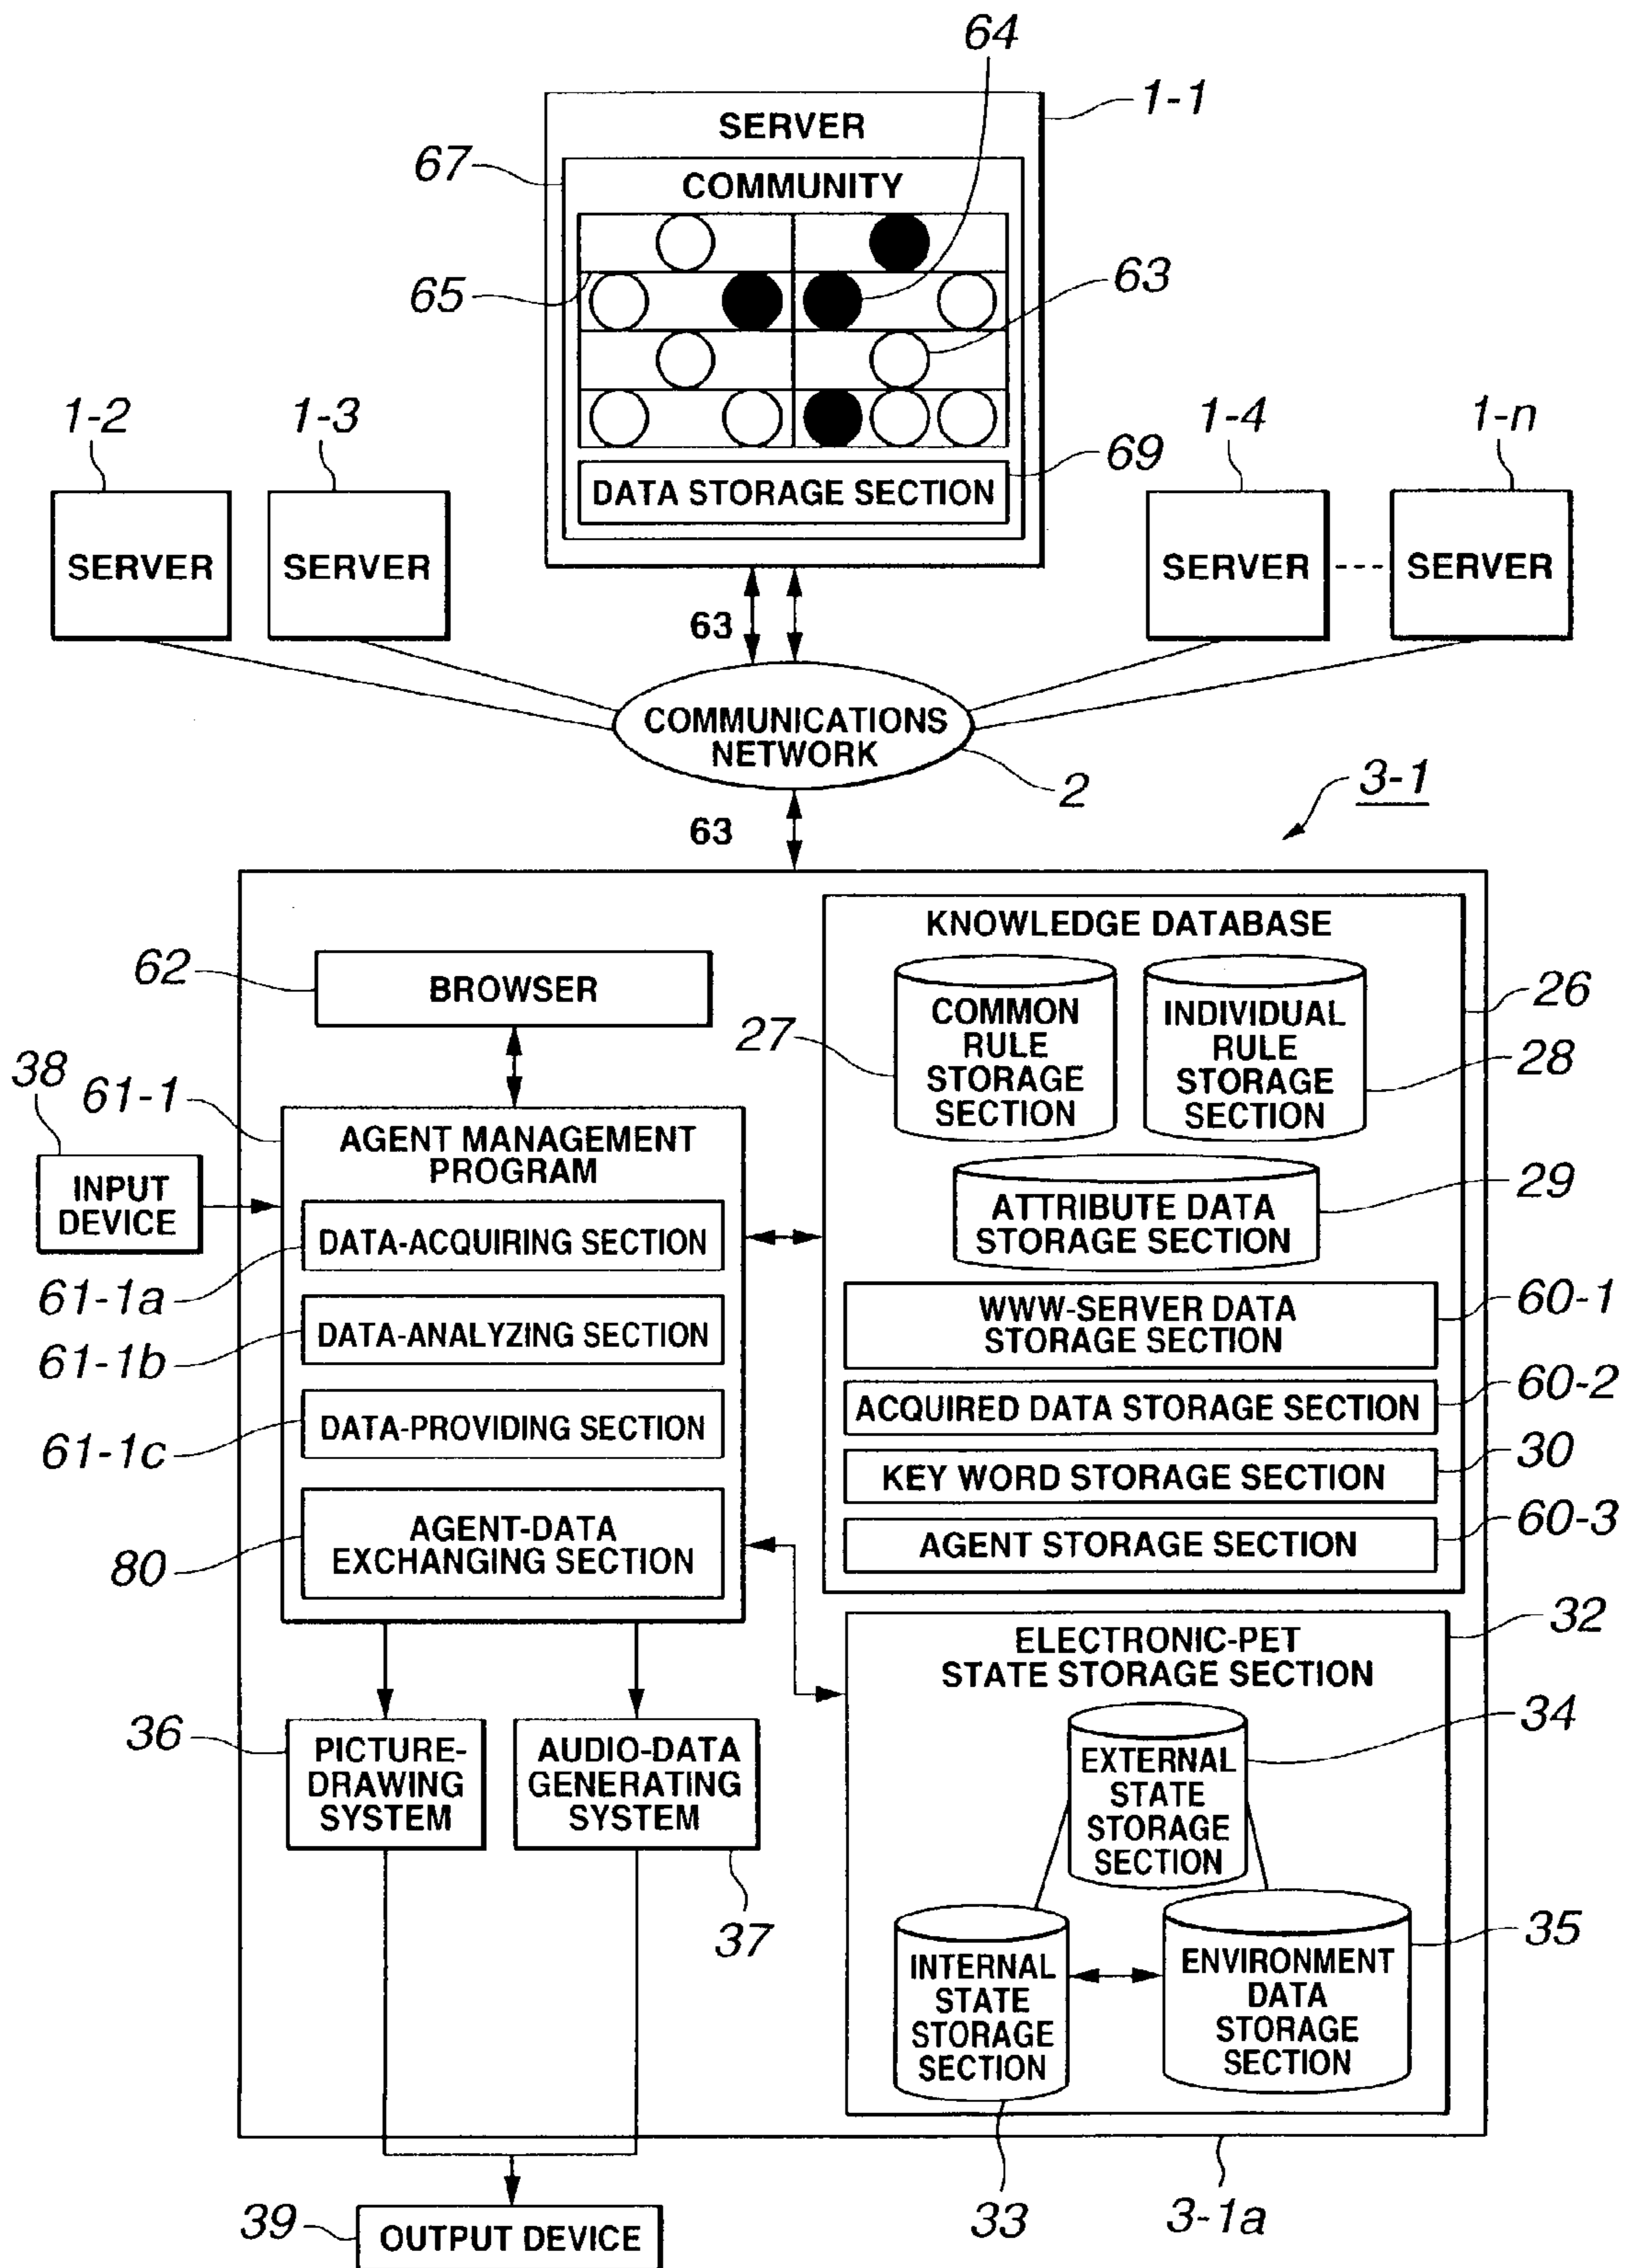 64
1-1
SERVER
67
COMMUNITY
65
63
1-2
1-3
1-4
1-n
69
DATA STORAGE SECTION
SERVER
SERVER
SERVER
---
SERVER
63
COMMUNICATIONS
NETWORK
2
3-1
63
KNOWLEDGE DATABASE
62
BROWSER
26
27
COMMON
RULE
STORAGE
SECTION
INDIVIDUAL
RULE
STORAGE
SECTION
28
38
61-1
AGENT MANAGEMENT
PROGRAM
INPUT
DEVICE
29
ATTRIBUTE DATA
STORAGE SECTION
DATA-ACQUIRING SECTION
61-1a
DATA-ANALYZING SECTION
61-1b
DATA-PROVIDING SECTION
61-1c
AGENT-DATA
EXCHANGING SECTION
80
WWW-SERVER DATA
STORAGE SECTION
60-1
ACQUIRED DATA STORAGE SECTION
60-2
KEY WORD STORAGE SECTION
30
AGENT STORAGE SECTION
60-3
32
ELECTRONIC-PET
STATE STORAGE SECTION
36
PICTURE-
DRAWING
SYSTEM
AUDIO-DATA
GENERATING
SYSTEM
37
34
EXTERNAL
STATE
STORAGE
SECTION
INTERNAL
STATE
STORAGE
SECTION
ENVIRONMENT
DATA
STORAGE
SECTION
35
33
3-1a
39
OUTPUT DEVICE